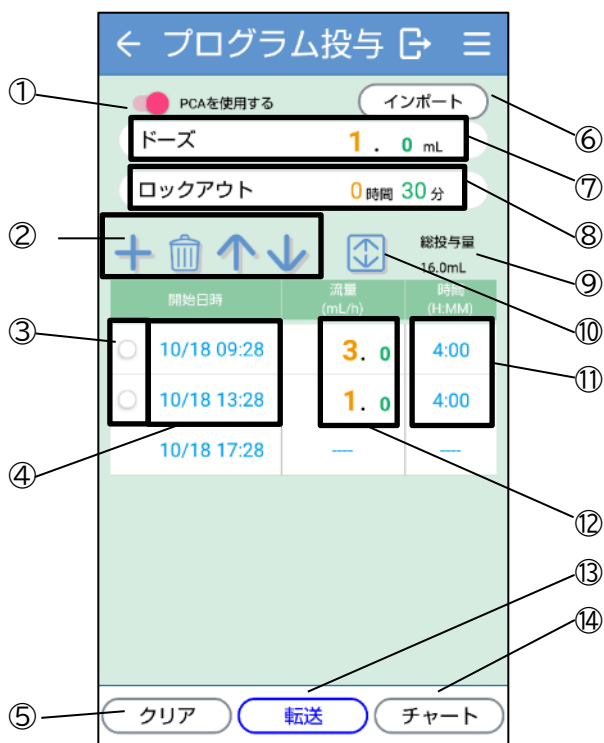 プログラム投与
①
PCAを使用する
インポート
⑥
ドーズ 1. 0 mL
⑦
ロックアウト 0時間 30分
⑧
②
総投与量
16.0mL
⑨
⑩
開始日時 流量 (mL/h) 時間 (H:MM)
③
10/18 09:28 3. 0 4:00
⑪
10/18 13:28 1. 0 4:00
④
10/18 17:28 ---- ----
⑫
⑬
⑭
⑤
クリア 転送 チャート